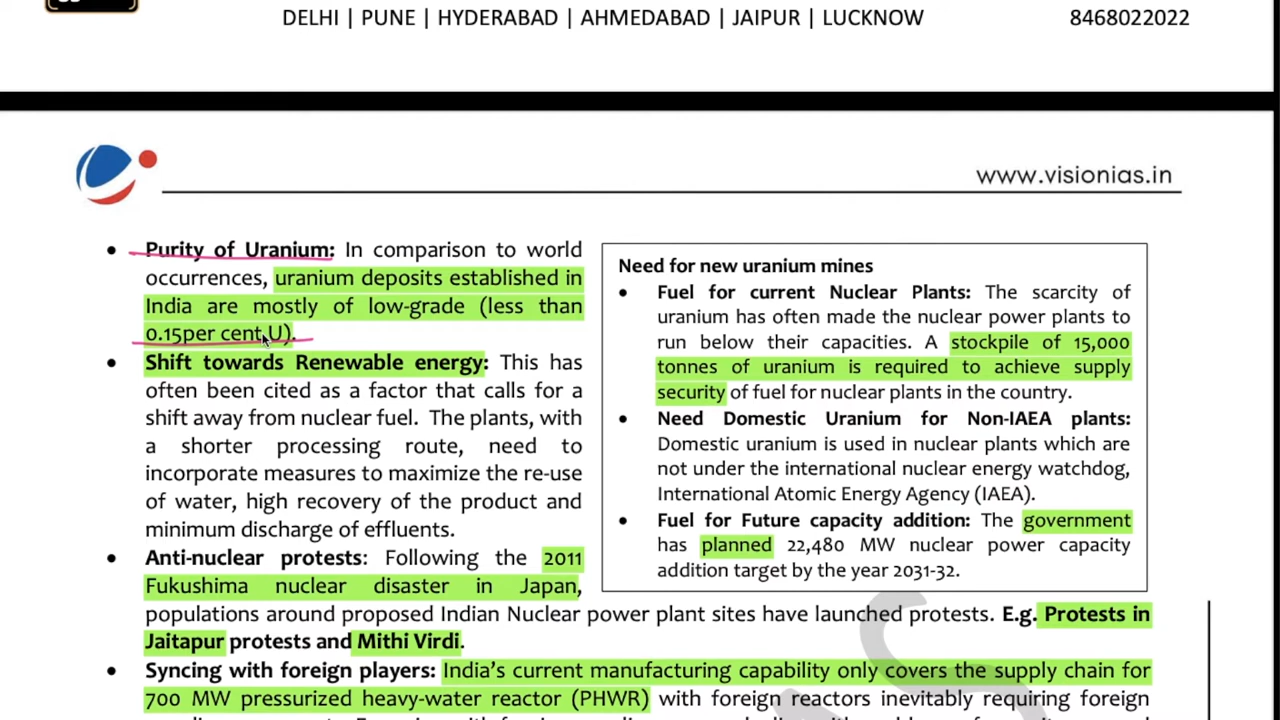 DELHI | PUNE | HYDERABAD | AHMEDABAD | JAIPUR | LUCKNOW 8468022022
www.visionias.in
• Purity of Uranium: In comparison to world
occurrences, uranium deposits established in
India are mostly of low-grade (less than
0.15per cent U).
• Shift towards Renewable energy: This has
often been cited as a factor that calls for a
shift away from nuclear fuel. The plants, with
a shorter processing route, need to
incorporate measures to maximize the re-use
of water, high recovery of the product and
minimum discharge of effluents.
• Anti-nuclear protests: Following the 2011
Fukushima nuclear disaster in Japan,
Need for new uranium mines
• Fuel for current Nuclear Plants: The scarcity of
uranium has often made the nuclear power plants to
run below their capacities. A stockpile of 15,000
tonnes of uranium is required to achieve supply
security of fuel for nuclear plants in the country.
• Need Domestic Uranium for Non-IAEA plants:
Domestic uranium is used in nuclear plants which are
not under the international nuclear energy watchdog,
International Atomic Energy Agency (IAEA).
• Fuel for Future capacity addition: The government
has planned 22,480 MW nuclear power capacity
addition target by the year 2031-32.
populations around proposed Indian Nuclear power plant sites have launched protests. E.g. Protests in
Jaitapur protests and Mithi Virdi.
• Syncing with foreign players: India's current manufacturing capability only covers the supply chain for
700 MW pressurized heavy-water reactor (PHWR) with foreign reactors inevitably requiring foreign